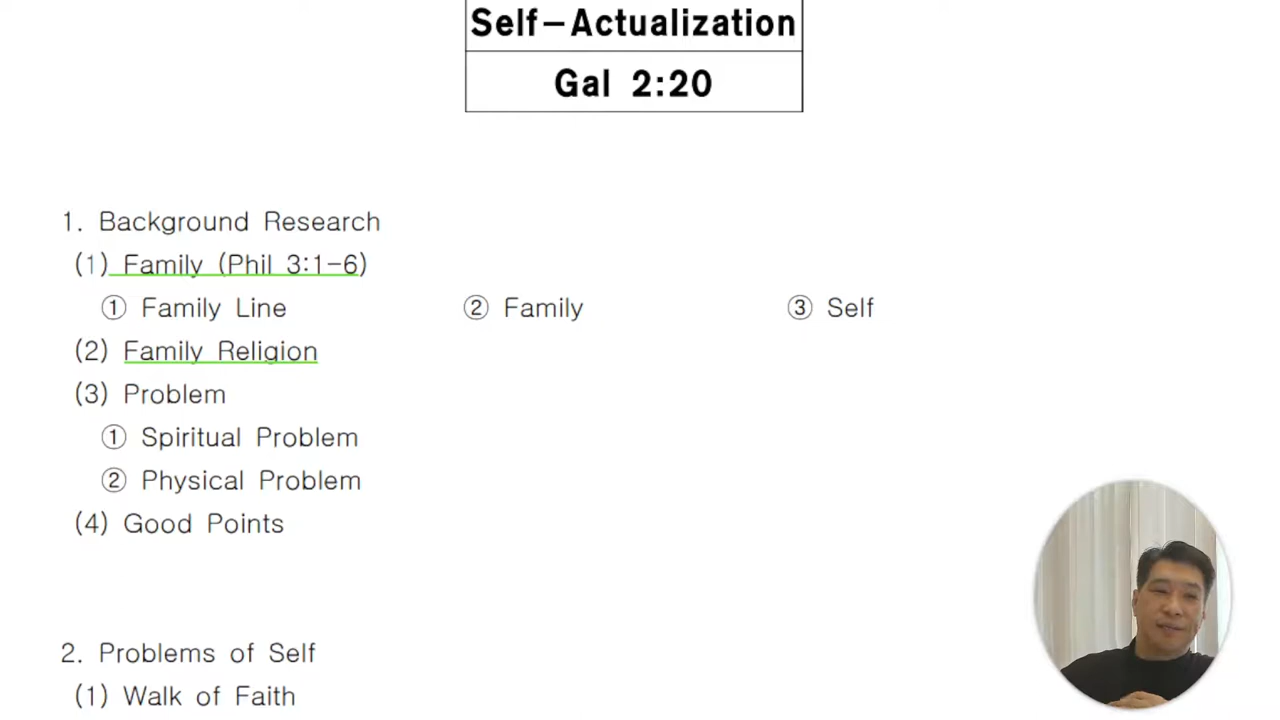 Self-Actualization
Gal 2:20
1. Background Research
(1) Family (Phil 3:1-6)
① Family Line ② Family ③ Self
(2) Family Religion
(3) Problem
① Spiritual Problem
② Physical Problem
(4) Good Points
2. Problems of Self
(1) Walk of Faith